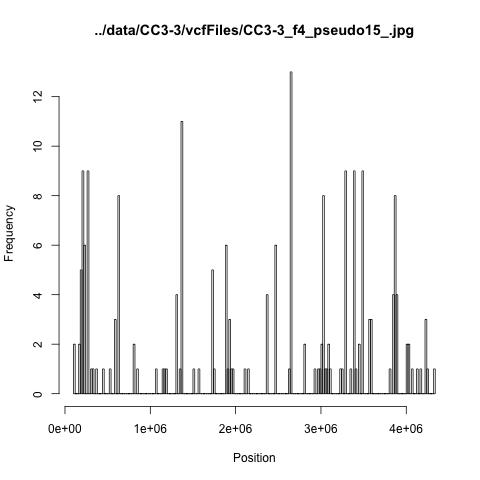 ../data/CC3-3/vcfFiles/CC3-3_f4_pseudo15_.jpg
Frequency
12
10
8
6
4
2
0
0e+00 1e+06 2e+06 3e+06 4e+06
Position